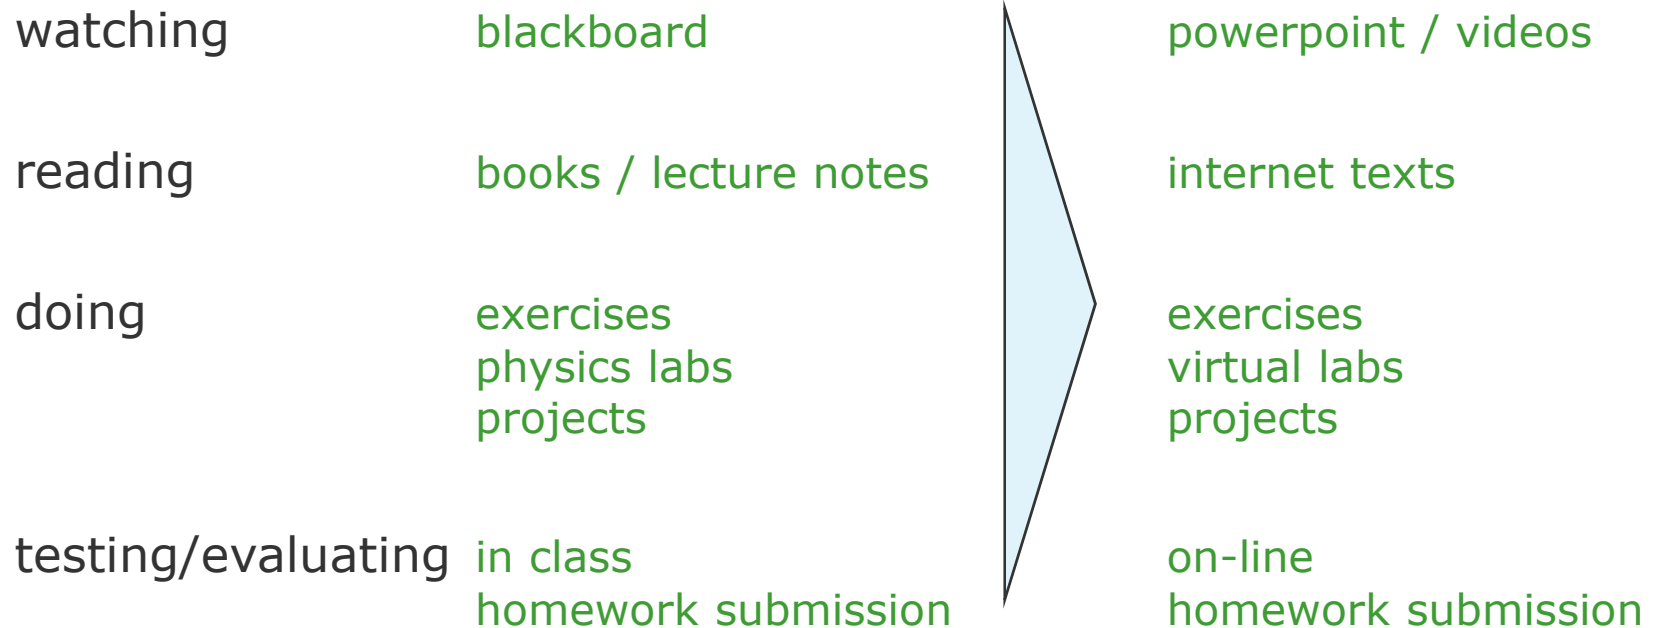 watching blackboard powerpoint / videos
reading books / lecture notes internet texts
doing exercises exercises
physics labs virtual labs
projects projects
testing/evaluating in class on-line
homework submission homework submission